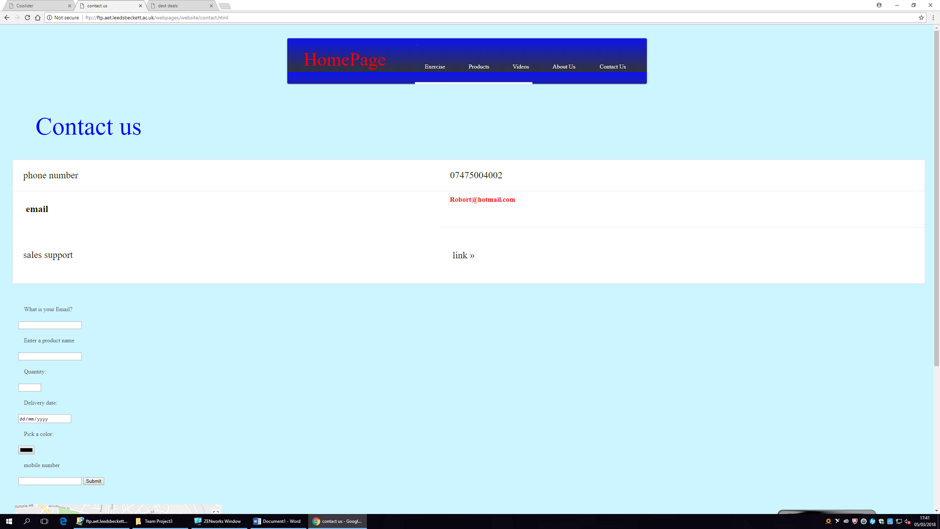 Cssslider
contact us
dest deals
Not secure
ftp://ftp.aet.leedsbeckett.ac.uk/webpages/website/contact.html
HomePage
Exercise Products Videos About Us Contact Us
Contact us
phone number 07475004002
email Robort@hotmail.com
sales support link »
What is your Email?
Enter a product name
Quantity:
Delivery date:
dd/mm/yyyy
Pick a color:
mobile number
Submit
ftp.aet.leedsbeckett... Team Project3 ZENworks Window Document1 - Word contact us - Googl...
17:41
05/03/2018